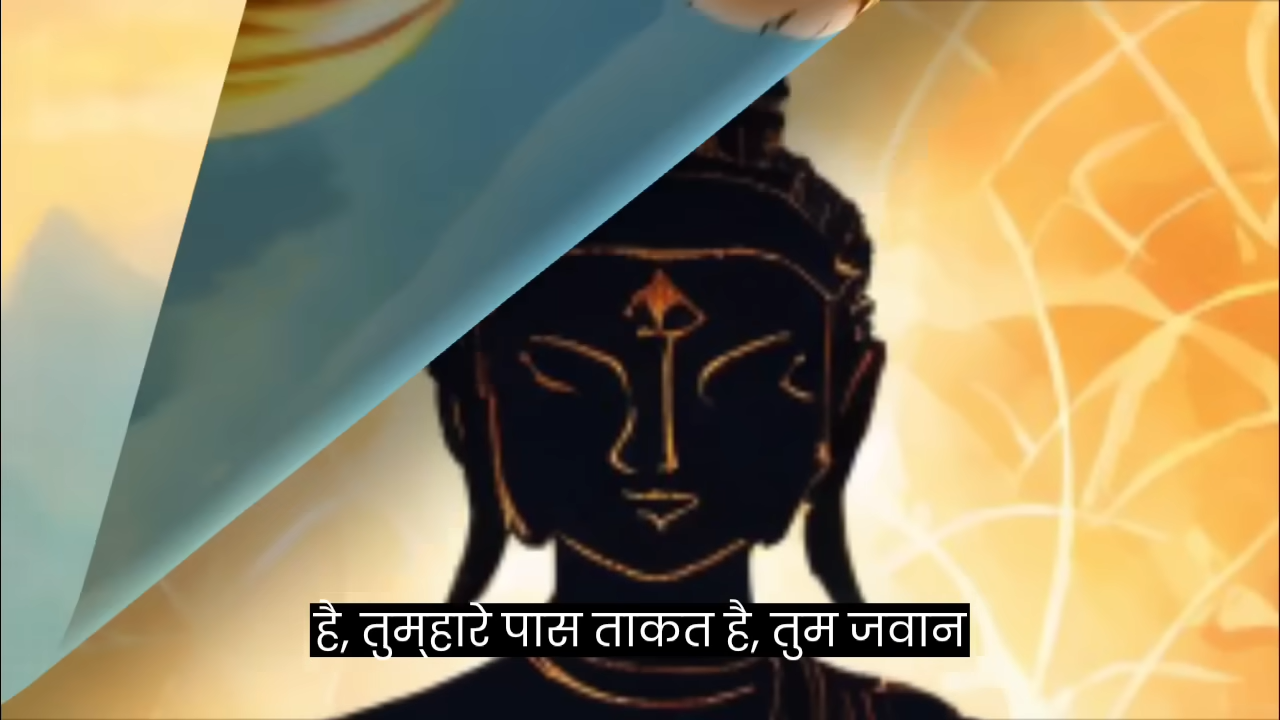 है, तुम्हारे पास ताकत है, तुम जवान